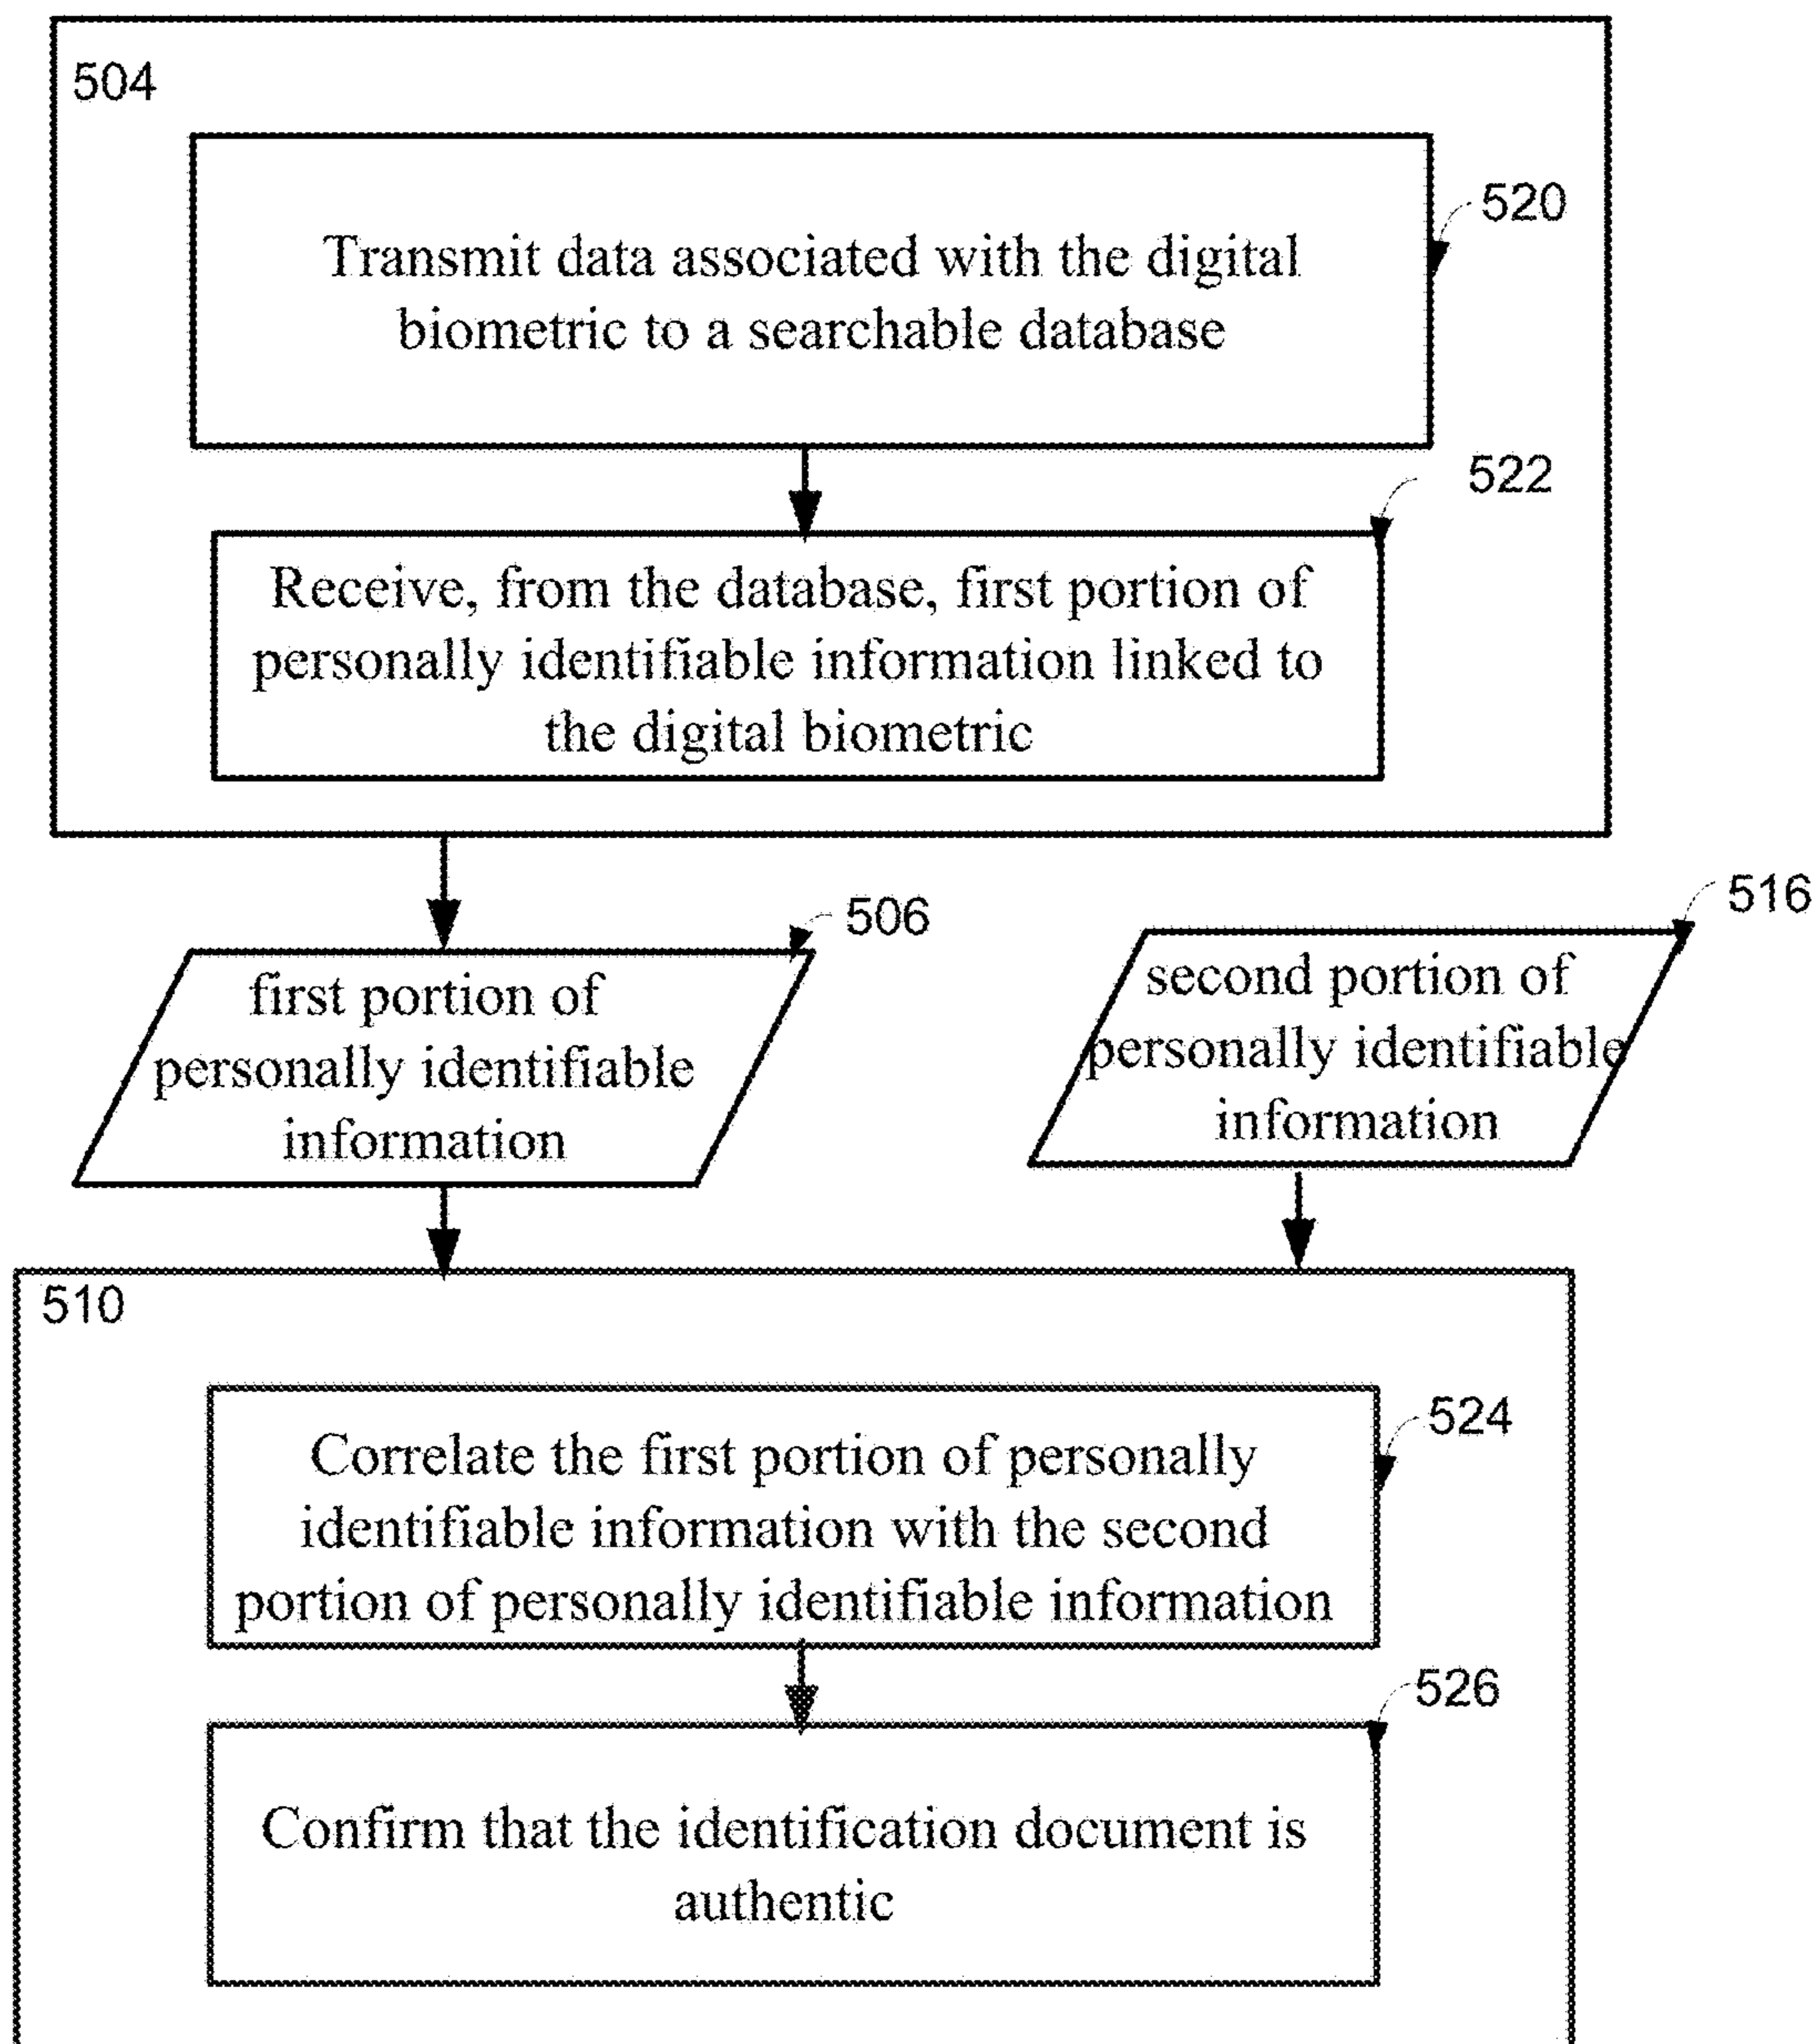 504
520
Transmit data associated with the digital
biometric to a searchable database
522
Receive, from the database, first portion of
personally identifiable information linked to
the digital biometric
506
first portion of
personally identifiable
information
516
second portion of
personally identifiable
information
510
524
Correlate the first portion of personally
identifiable information with the second
portion of personally identifiable information
526
Confirm that the identification document is
authentic